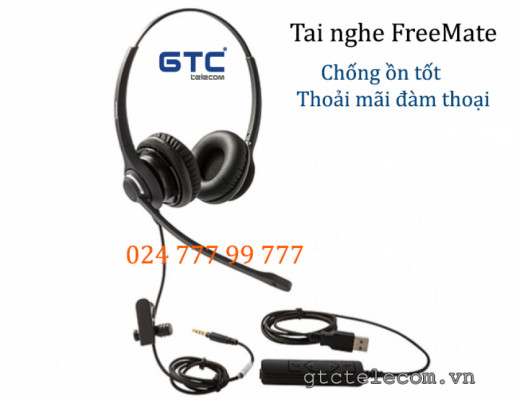 Tai nghe FreeMate
GTC
telecom
Chống ồn tốt
Thoải mãi đàm thoại
024 777 99 777
gtctelecom.vn